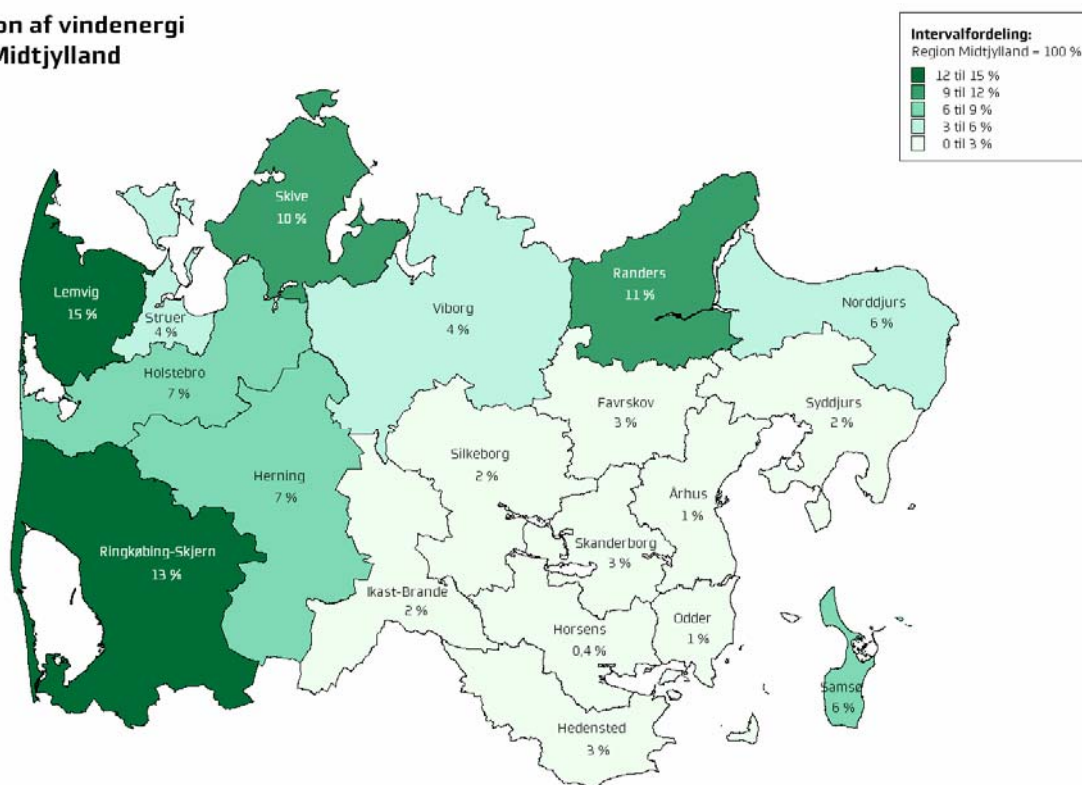 on af vindenergi
Midtjylland
Intervalfordeling:
Region Midtjylland = 100 %
12 til 15 %
9 til 12 %
6 til 9 %
3 til 6 %
0 til 3 %
Skive
10 %
Lemvig
15 %
Struer
4 %
Viborg
4 %
Randers
11 %
Norddjurs
6 %
Holstebro
7 %
Favrskov
3 %
Syddjurs
2 %
Silkeborg
2 %
Herning
7 %
Århus
1 %
Ringkøbing-Skjern
13 %
Skanderborg
3 %
Ikast-Brande
2 %
Horsens
0,4 %
Odder
1 %
Samsø
6 %
Hedensted
3 %